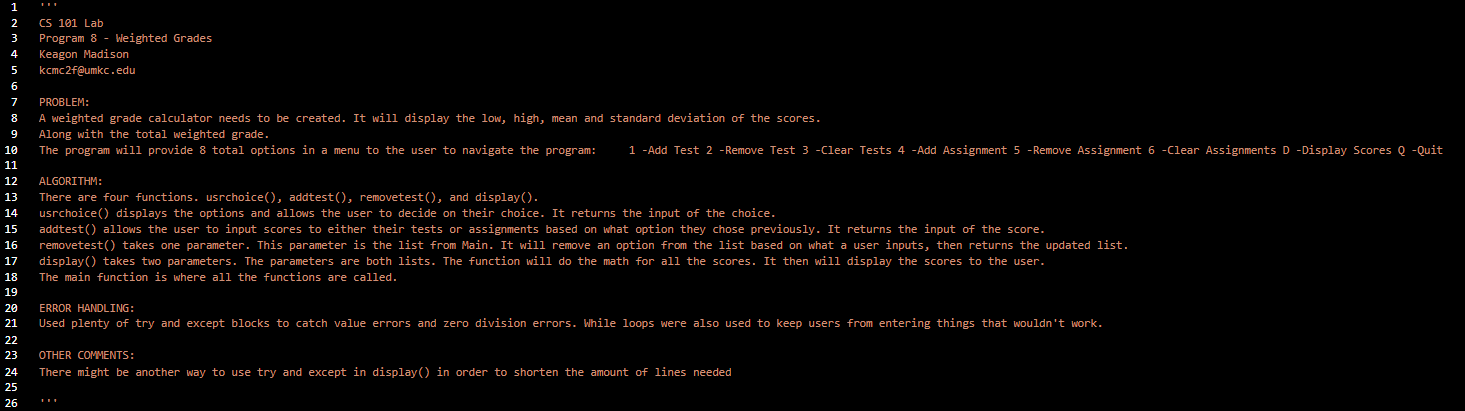 1 '''
2 CS 101 Lab
3 Program 8 - Weighted Grades
4 Keagon Madison
5 kcmc2f@umkc.edu
6
7 PROBLEM:
8 A weighted grade calculator needs to be created. It will display the low, high, mean and standard deviation of the scores.
9 Along with the total weighted grade.
10 The program will provide 8 total options in a menu to the user to navigate the program:     1 -Add Test 2 -Remove Test 3 -Clear Tests 4 -Add Assignment 5 -Remove Assignment 6 -Clear Assignments D -Display Scores Q -Quit
11
12 ALGORITHM:
13 There are four functions. usrchoice(), addtest(), removetest(), and display().
14 usrchoice() displays the options and allows the user to decide on their choice. It returns the input of the choice.
15 addtest() allows the user to input scores to either their tests or assignments based on what option they chose previously. It returns the input of the score.
16 removetest() takes one parameter. This parameter is the list from Main. It will remove an option from the list based on what a user inputs, then returns the updated list.
17 display() takes two parameters. The parameters are both lists. The function will do the math for all the scores. It then will display the scores to the user.
18 The main function is where all the functions are called.
19
20 ERROR HANDLING:
21 Used plenty of try and except blocks to catch value errors and zero division errors. While loops were also used to keep users from entering things that wouldn't work.
22
23 OTHER COMMENTS:
24 There might be another way to use try and except in display() in order to shorten the amount of lines needed
25
26 '''